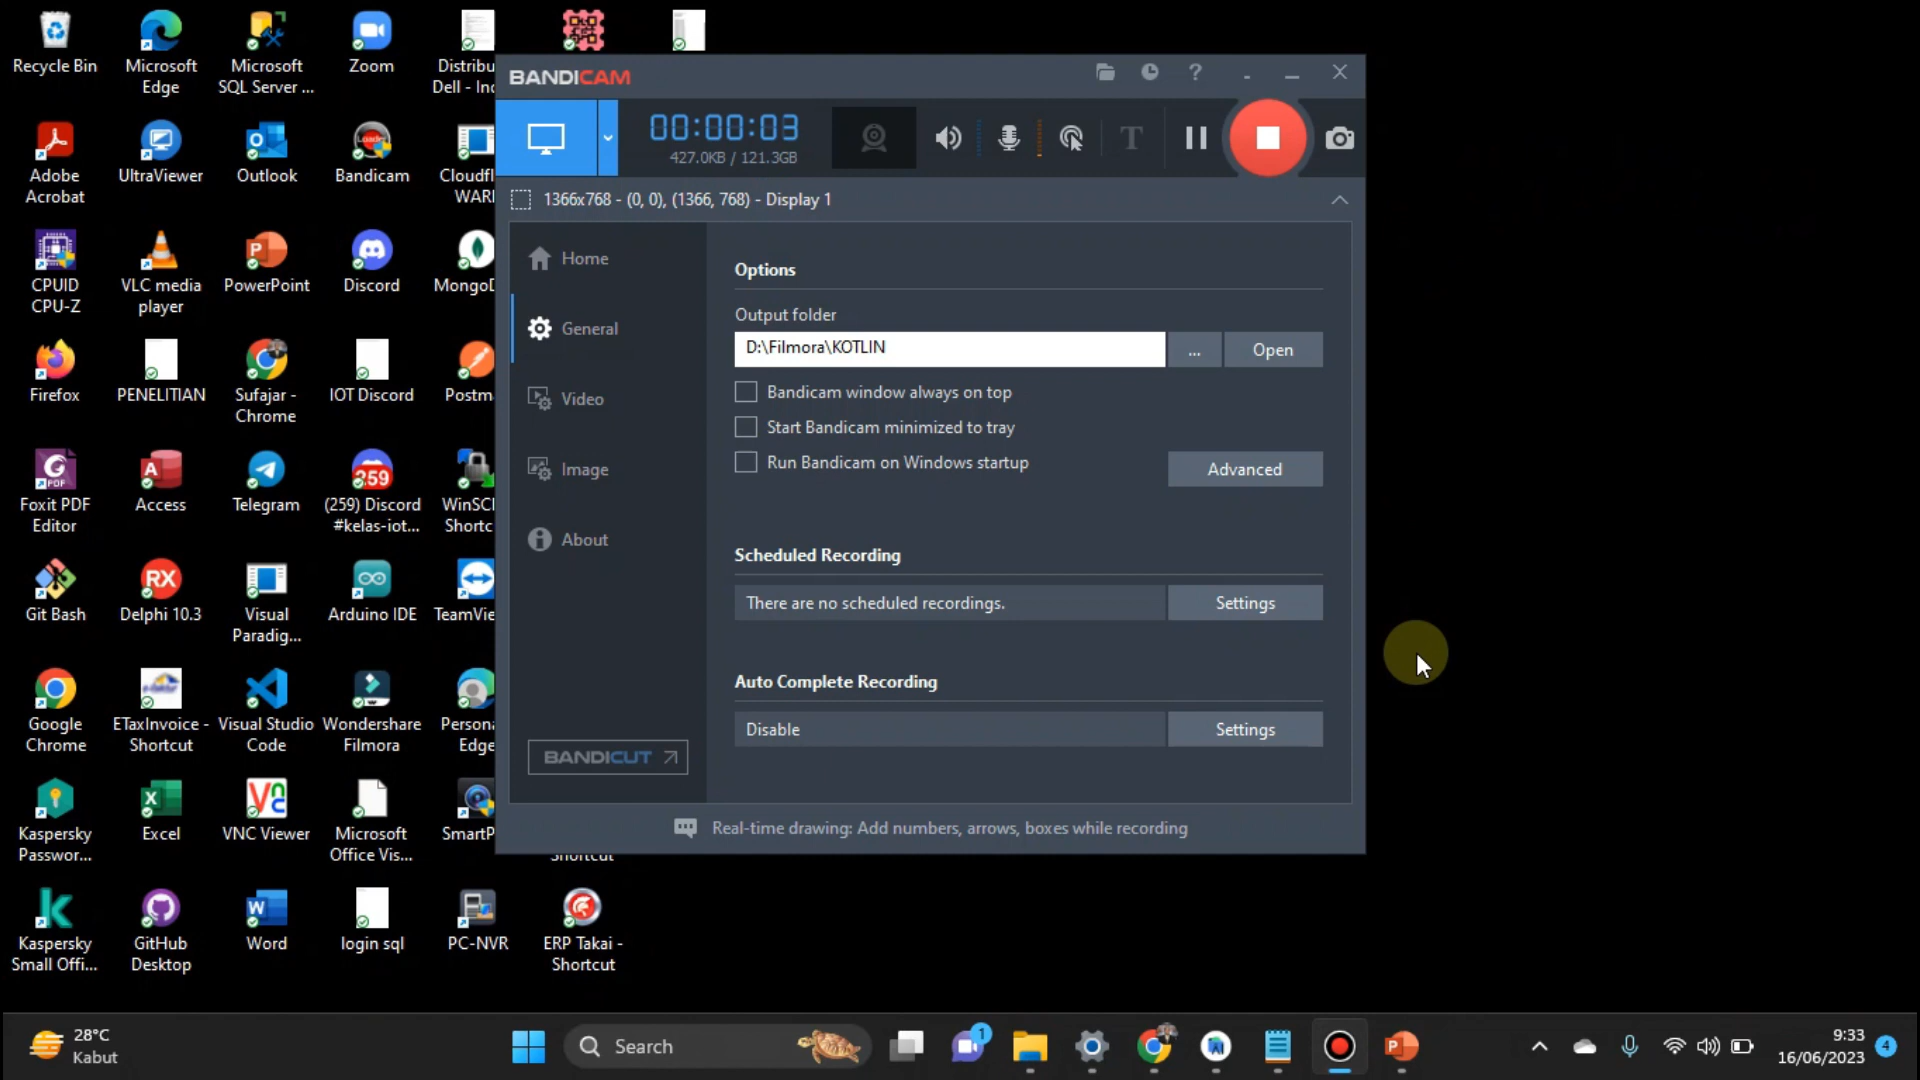 Recycle Bin
Microsoft
Edge
Microsoft
SQL Server ...
Zoom
Distribu
Dell - Inc
Adobe
Acrobat
UltraViewer
Outlook
Bandicam
Cloudfl
WAR
CPUID
CPU-Z
VLC media
player
PowerPoint
Discord
MongoD
Firefox
PENELITIAN
Sufajar -
Chrome
IOT Discord
Postm
Foxit PDF
Editor
Access
Telegram
(259) Discord
#kelas-iot...
WinSC
Shortc
Git Bash
Delphi 10.3
Visual
Paradig...
Arduino IDE
TeamVie
Google
Chrome
ETaxInvoice -
Shortcut
Visual Studio
Code
Wondershare
Filmora
Persona
Edge
Kaspersky
Passwor...
Excel
VNC Viewer
Microsoft
Office Vis...
SmartP
Shortcut
Kaspersky
Small Offi...
GitHub
Desktop
Word
login sql
PC-NVR
ERP Takai -
Shortcut
BANDICAM
00:00:03
427.0KB / 121.3GB
T
1366x768 - (0, 0), (1366, 768) - Display 1
Home
General
Video
Image
About
BANDICUT
Options
Output folder
D:\Filmora\KOTLIN
...
Open
Bandicam window always on top
Start Bandicam minimized to tray
Run Bandicam on Windows startup
Advanced
Scheduled Recording
There are no scheduled recordings.
Settings
Auto Complete Recording
Disable
Settings
Real-time drawing: Add numbers, arrows, boxes while recording
28°C
Kabut
Search
1
9:33
16/06/2023
4